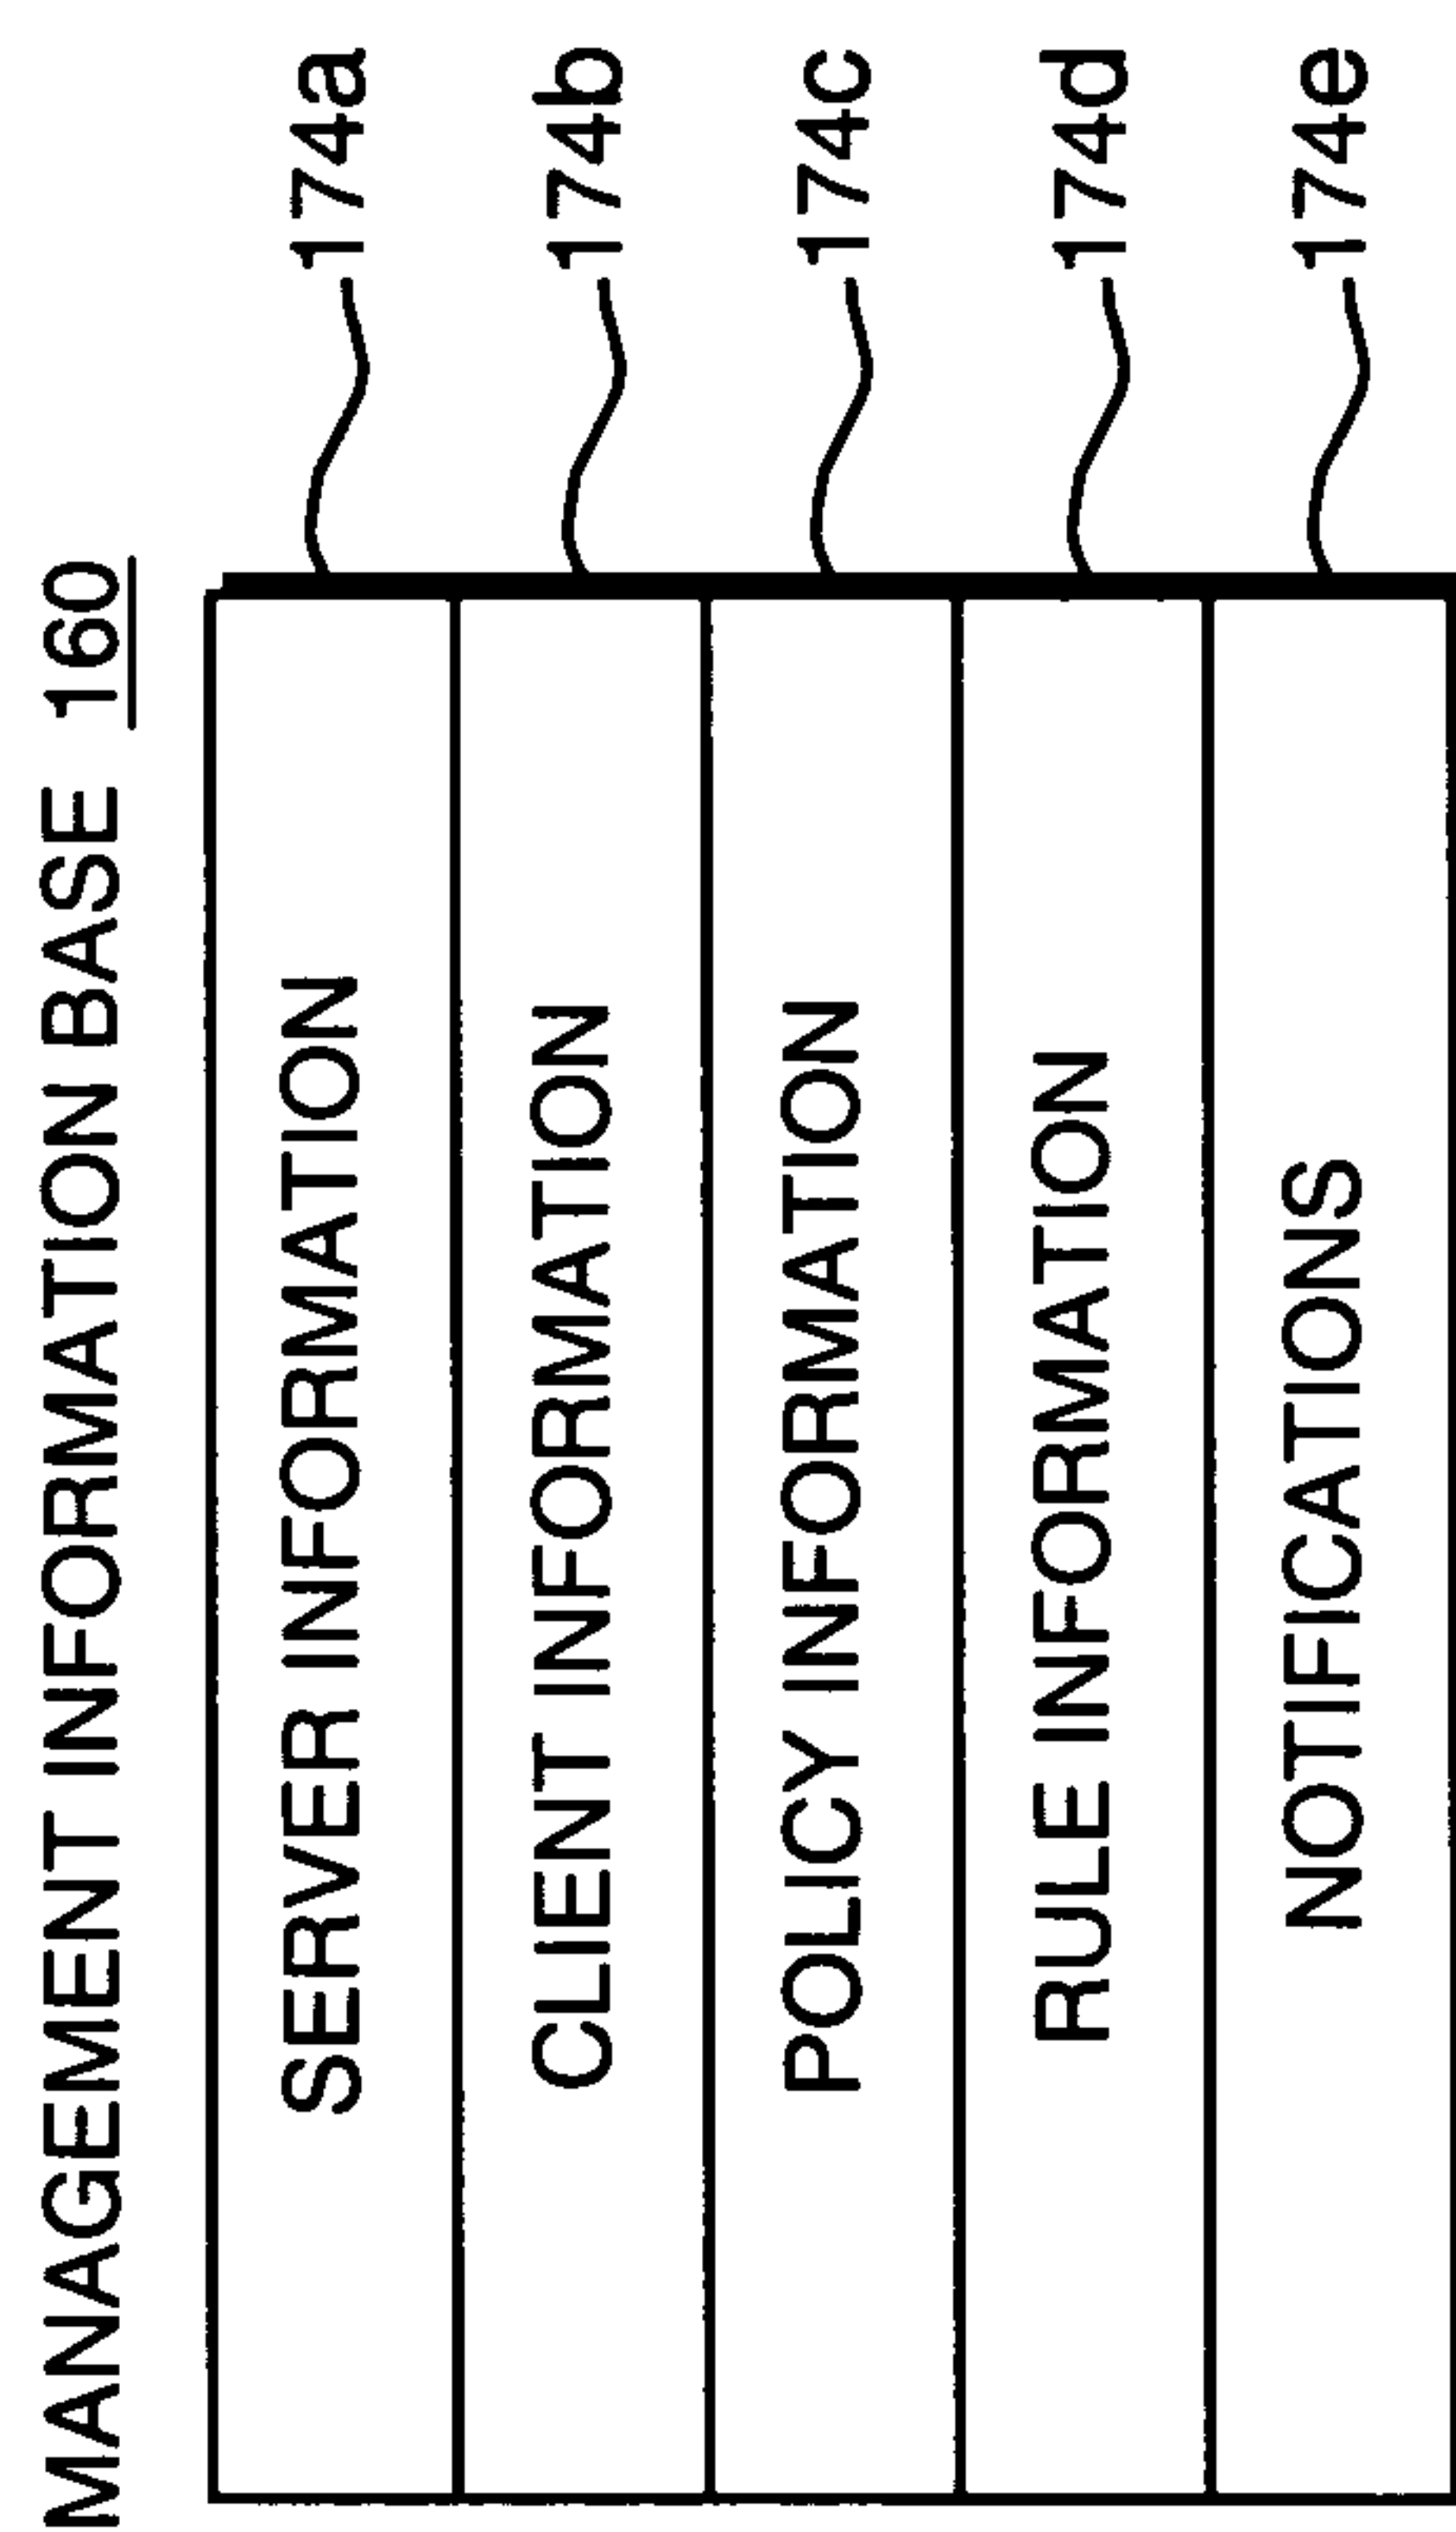 MANAGEMENT INFORMATION BASE 160
SERVER INFORMATION 174a
CLIENT INFORMATION 174b
POLICY INFORMATION 174c
RULE INFORMATION 174d
NOTIFICATIONS 174e